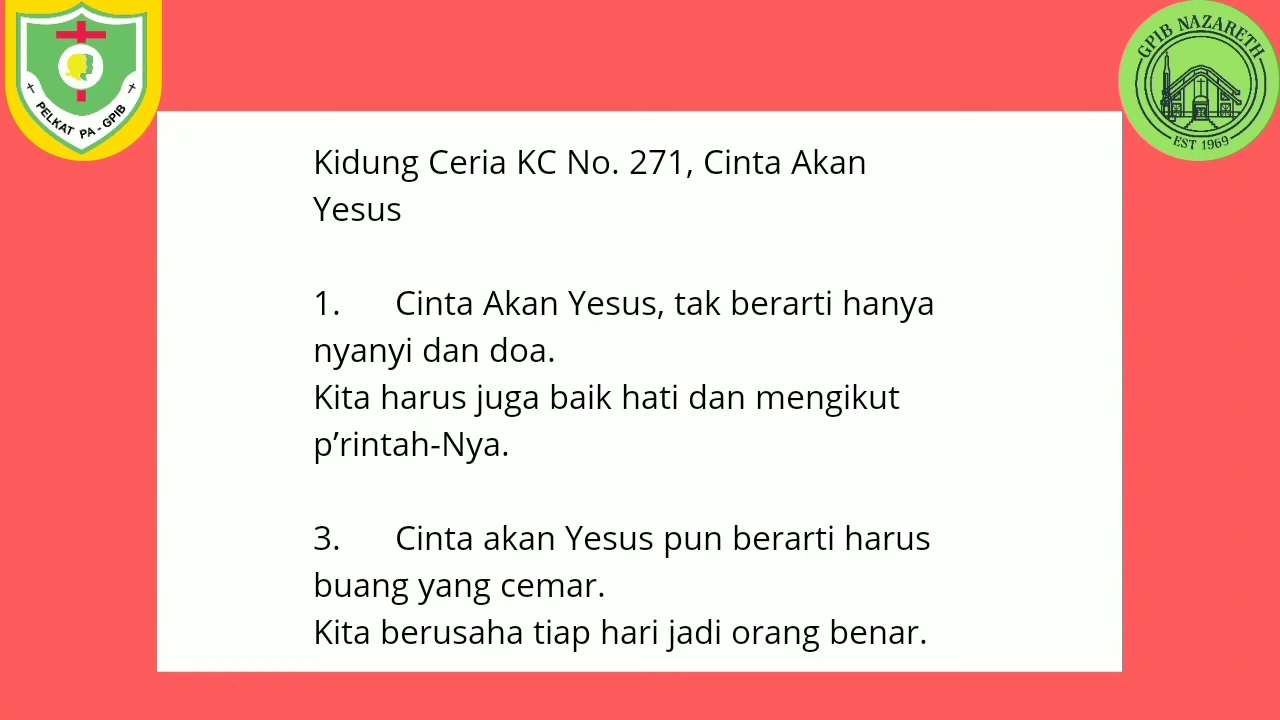 PELKAT PA - GPIB
GPIB NAZARETH
EST 1969
Kidung Ceria KC No. 271, Cinta Akan
Yesus
1. Cinta Akan Yesus, tak berarti hanya
nyanyi dan doa.
Kita harus juga baik hati dan mengikut
p’rintah-Nya.
3. Cinta akan Yesus pun berarti harus
buang yang cemar.
Kita berusaha tiap hari jadi orang benar.